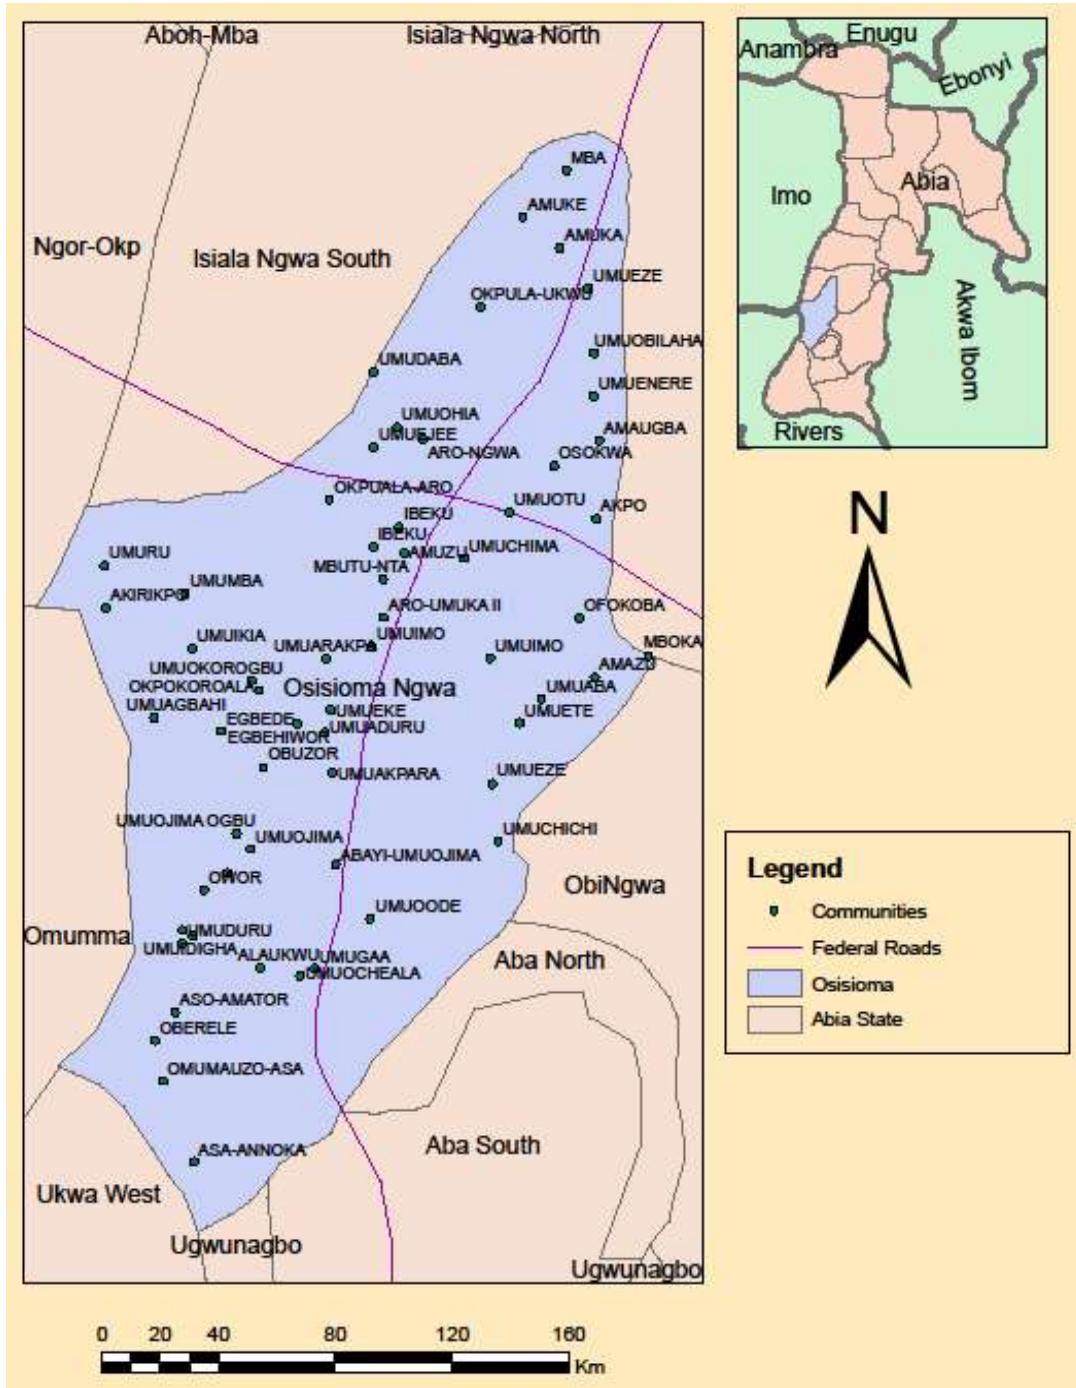 Aboh-Mba
Isiala Ngwa North
Enugu
Anambra
Ebonyi
Imo
Abia
Akwa Ibom
Rivers
Ngor-Okp
Isiala Ngwa South
MBA
AMUKE
AMUKA
UMUEZE
OKPULA-UKWU
UMUOBILAHA
UMUDABA
UMUENERE
UMUOHIA
UMUEJEE
ARO-NGWA
AMAUGBA
OSOKWA
OKPUALA-ARO
UMUOTU
AKPO
IBEKU
IBEKU
AMUZU
UMUCHIMA
MBUTU-NTA
UMURU
UMUMBA
AKIRIKPO
ARO-UMUKA II
OFOKOBA
UMUIKIA
UMUARAKPA
UMUIMO
UMUIMO
MBOKA
UMUOKOROGBU
AMAZU
OKPOKOROALA
Osisioma Ngwa
UMUABA
UMUAGBAHI
EGBEDE
UMUEKE
UMUETE
EGBEHIWOR
UMUADURU
OBUZOR
UMUAKPARA
UMUEZE
UMUOJIMA OGBU
UMUOJIMA
UMUCHICHI
ABAYI-UMUOJIMA
OWOR
ObiNgwa
UMUOODE
Omumma
UMUDURU
UMUIDIGHA
ALAUKWU
UMUGAA
UMUOCHEALA
Aba North
ASO-AMATOR
OBERELE
OMUMAUZO-ASA
Aba South
ASA-ANNOKA
Ukwa West
Ugwunagbo
Ugwunagbo
N
Legend
Communities
Federal Roads
Osisioma
Abia State
0 20 40 80 120 160
Km